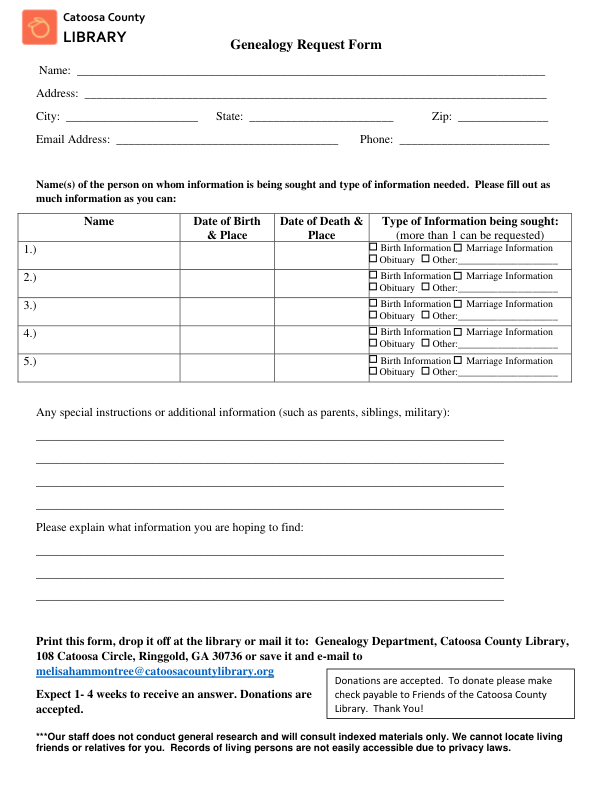 Catoosa County
LIBRARY
Genealogy Request Form
Name: ___________________________________________________________________________
Address: __________________________________________________________________________
City: ______________________ State: ________________________ Zip: _______________
Email Address: _____________________________________ Phone: _________________________
Name(s) of the person on whom information is being sought and type of information needed. Please fill out as
much information as you can:
Name | Date of Birth & Place | Date of Death & Place | Type of Information being sought: (more than 1 can be requested)
1.) ☐ Birth Information ☐ Marriage Information
☐ Obituary ☐ Other:____________________
2.) ☐ Birth Information ☐ Marriage Information
☐ Obituary ☐ Other:____________________
3.) ☐ Birth Information ☐ Marriage Information
☐ Obituary ☐ Other:____________________
4.) ☐ Birth Information ☐ Marriage Information
☐ Obituary ☐ Other:____________________
5.) ☐ Birth Information ☐ Marriage Information
☐ Obituary ☐ Other:____________________
Any special instructions or additional information (such as parents, siblings, military):
Please explain what information you are hoping to find:
Print this form, drop it off at the library or mail it to: Genealogy Department, Catoosa County Library,
108 Catoosa Circle, Ringgold, GA 30736 or save it and e-mail to
melisahammontree@catoosacountylibrary.org
Expect 1- 4 weeks to receive an answer. Donations are
accepted.
Donations are accepted. To donate please make
check payable to Friends of the Catoosa County
Library. Thank You!
***Our staff does not conduct general research and will consult indexed materials only. We cannot locate living
friends or relatives for you. Records of living persons are not easily accessible due to privacy laws.